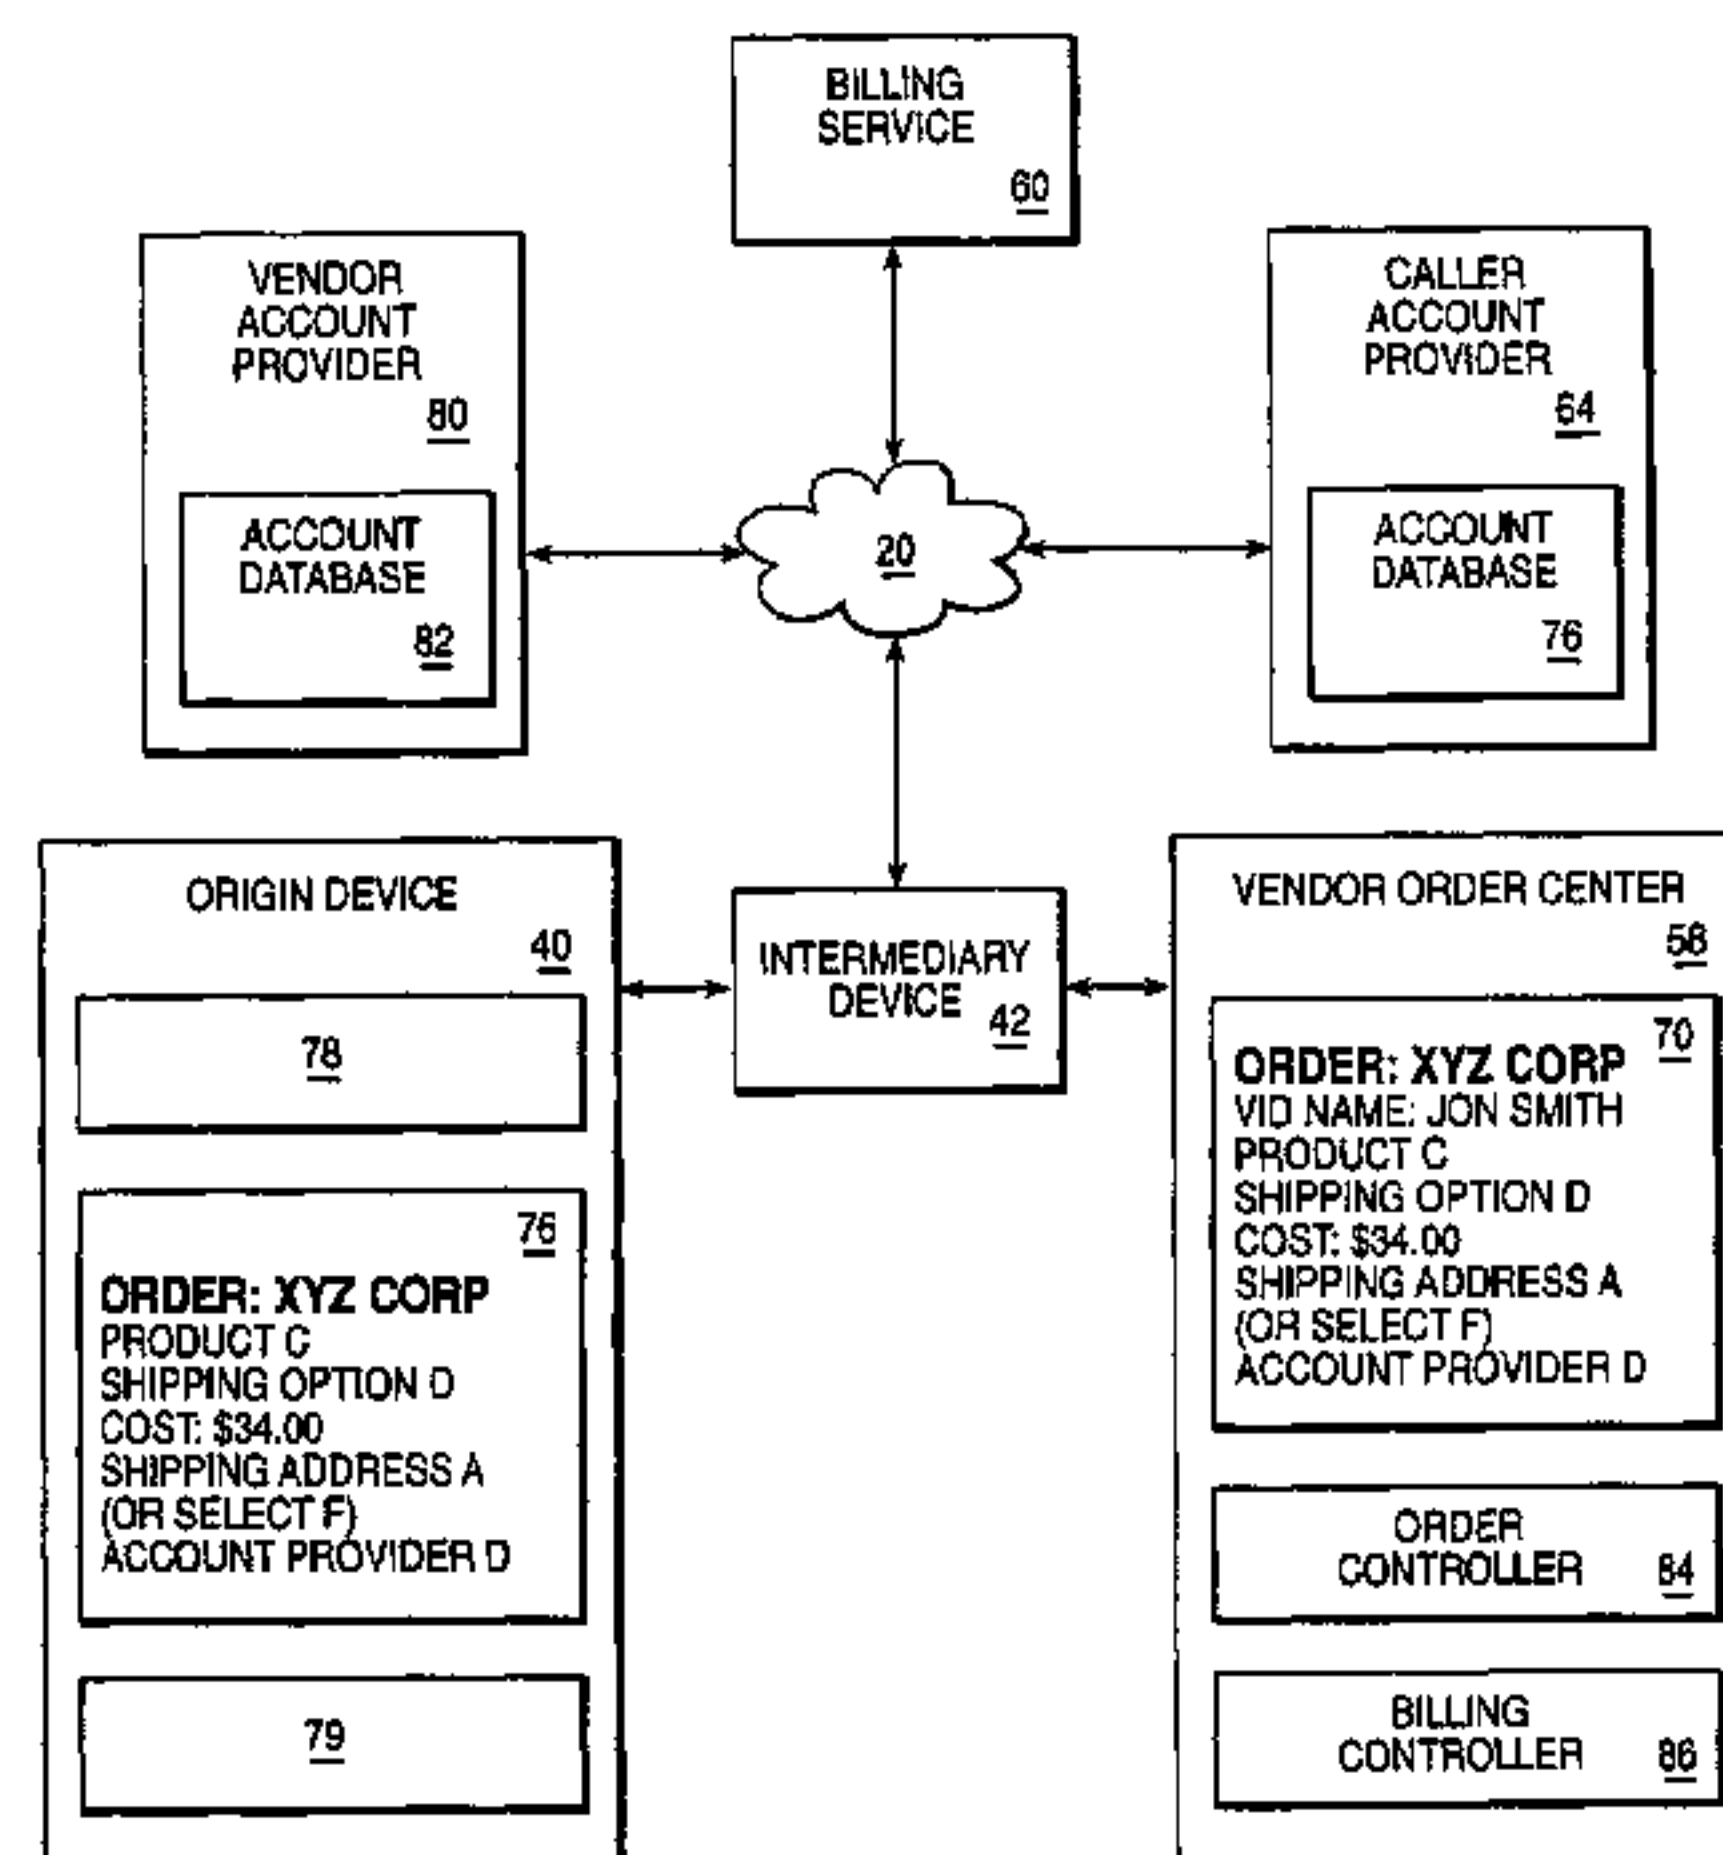 BILLING
SERVICE
60
VENDOR
ACCOUNT
PROVIDER
80
ACCOUNT
DATABASE
82
CALLER
ACCOUNT
PROVIDER
64
ACCOUNT
DATABASE
76
20
ORIGIN DEVICE
40
78
76
ORDER: XYZ CORP
PRODUCT C
SHIPPING OPTION D
COST: $34.00
SHIPPING ADDRESS A
(OR SELECT F)
ACCOUNT PROVIDER D
79
INTERMEDIARY
DEVICE
42
VENDOR ORDER CENTER
58
70
ORDER: XYZ CORP
VID NAME: JON SMITH
PRODUCT C
SHIPPING OPTION D
COST: $34.00
SHIPPING ADDRESS A
(OR SELECT F)
ACCOUNT PROVIDER D
ORDER
CONTROLLER
84
BILLING
CONTROLLER
86